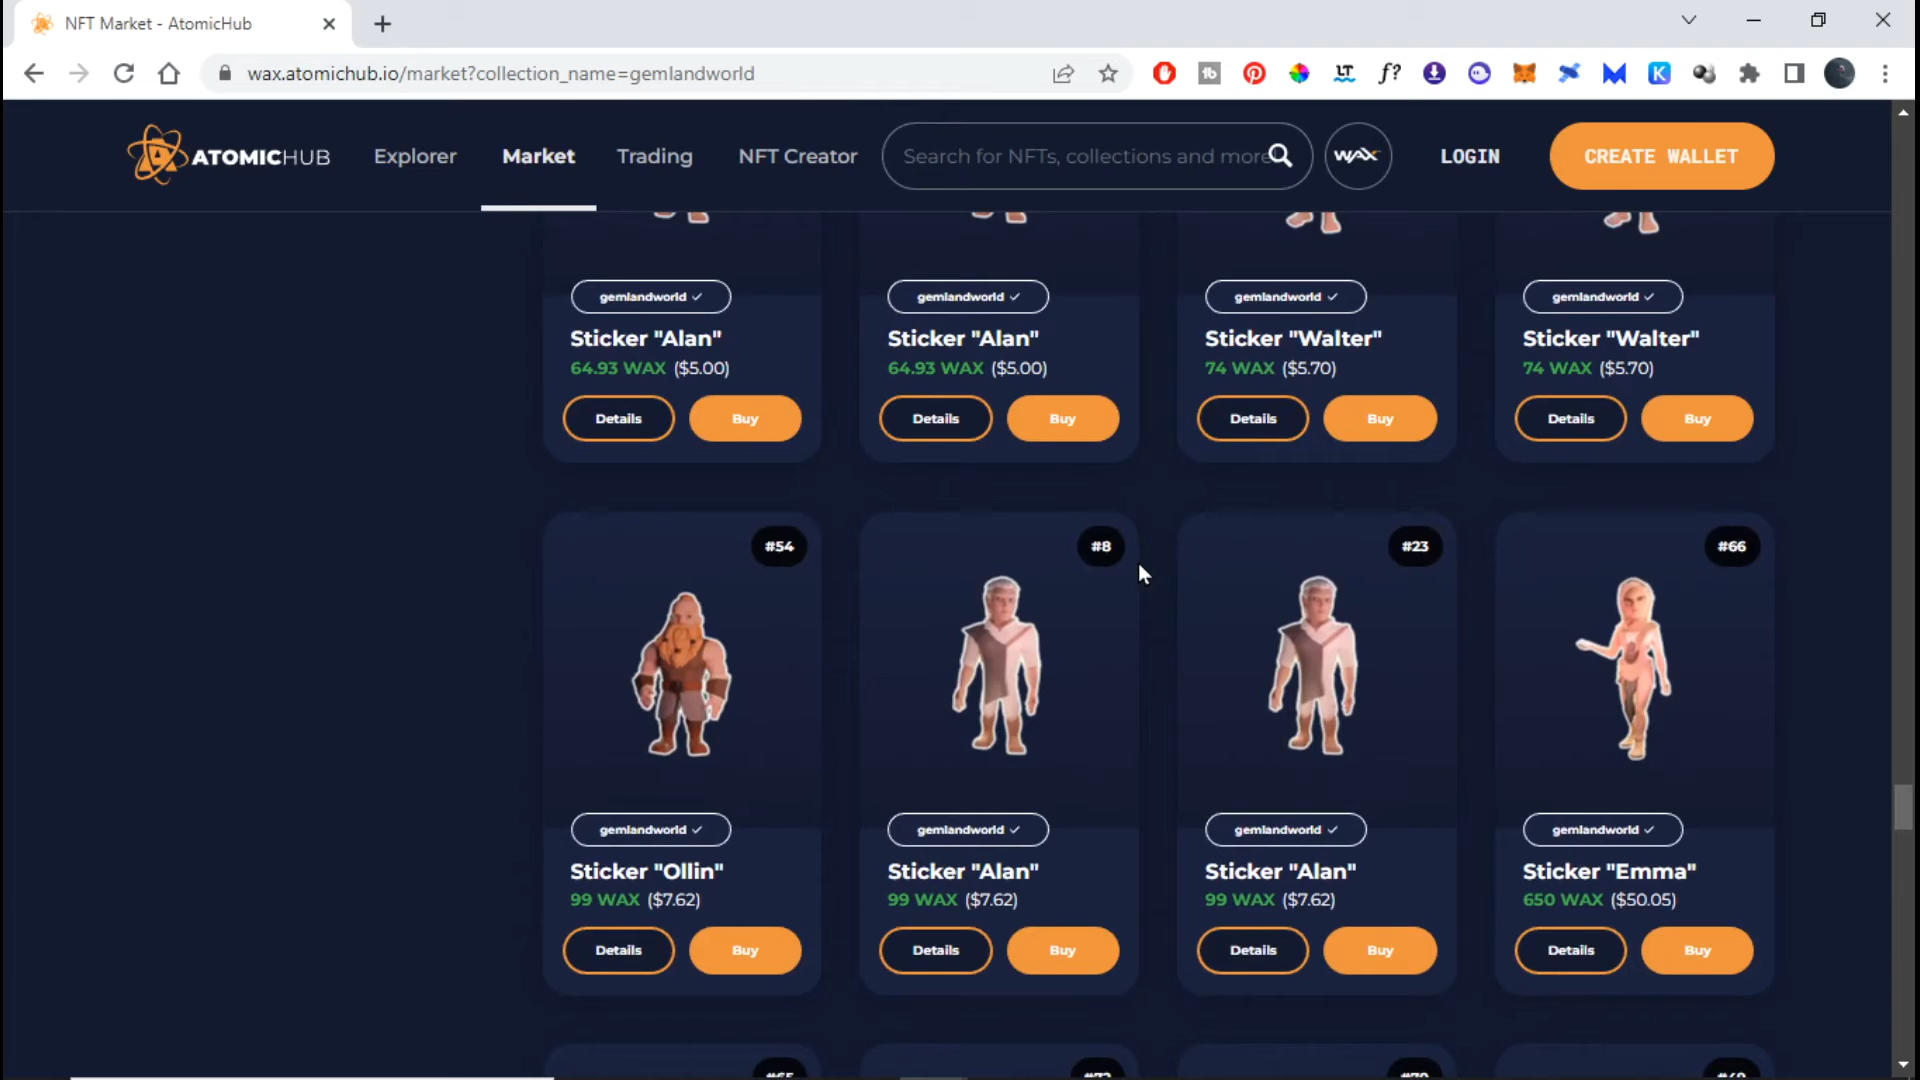 NFT Market - AtomicHub
wax.atomichub.io/market?collection_name=gemlandworld
ATOMICHUB Explorer Market Trading NFT Creator Search for NFTs, collections and more WAX LOGIN CREATE WALLET
gemlandworld ✓ gemlandworld ✓ gemlandworld ✓ gemlandworld ✓
Sticker "Alan" Sticker "Alan" Sticker "Walter" Sticker "Walter"
64.93 WAX ($5.00) 64.93 WAX ($5.00) 74 WAX ($5.70) 74 WAX ($5.70)
Details Buy Details Buy Details Buy Details Buy
#54 #8 #23 #66
gemlandworld ✓ gemlandworld ✓ gemlandworld ✓ gemlandworld ✓
Sticker "Ollin" Sticker "Alan" Sticker "Alan" Sticker "Emma"
99 WAX ($7.62) 99 WAX ($7.62) 99 WAX ($7.62) 650 WAX ($50.05)
Details Buy Details Buy Details Buy Details Buy